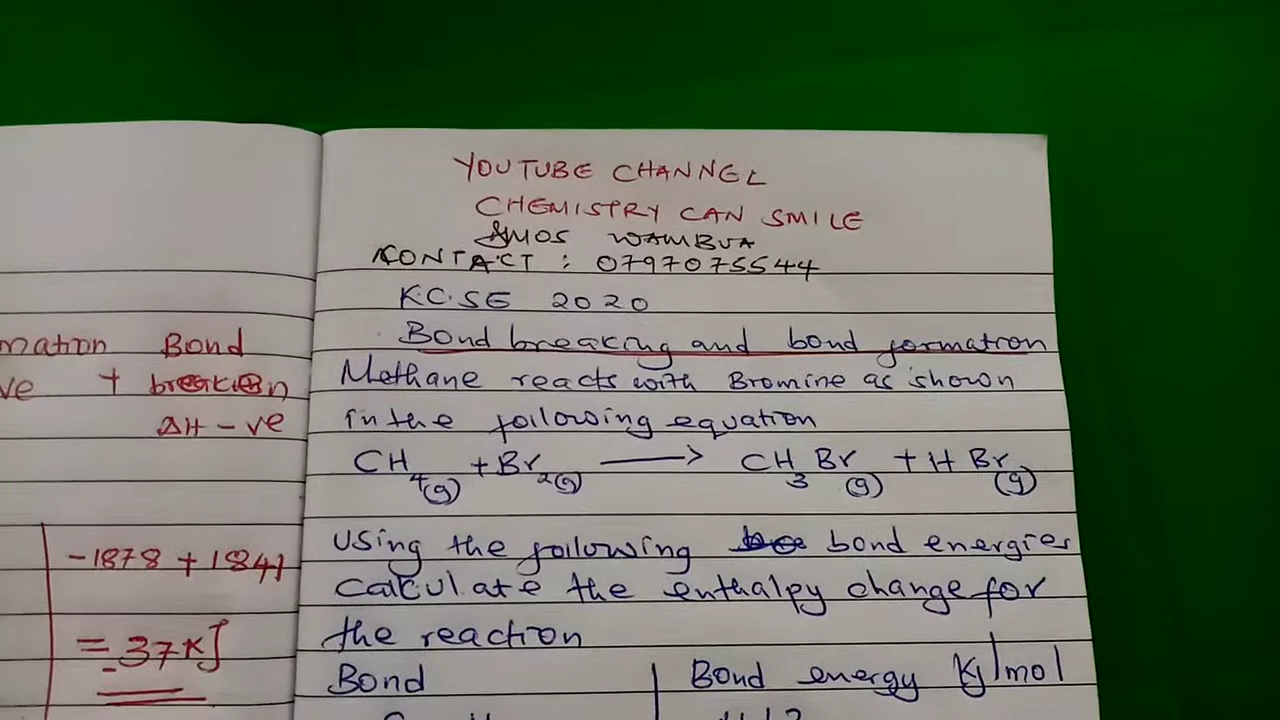 mation Bond
ve + breaking
ΔH - ve
-1878 + 1841
= -37KJ
YOUTUBE CHANNEL
CHEMISTRY CAN SMILE
AMOS WAMBUA
CONTACT : 0797075544
K.C.SE 2020
Bond breaking and bond formation
Methane reacts with Bromine as shown
in the following equation
CH4(g) + Br2(g) → CH3Br(g) + HBr(g)
Using the following bond energies
calculate the enthalpy change for
the reaction
Bond | Bond energy KJ/mol